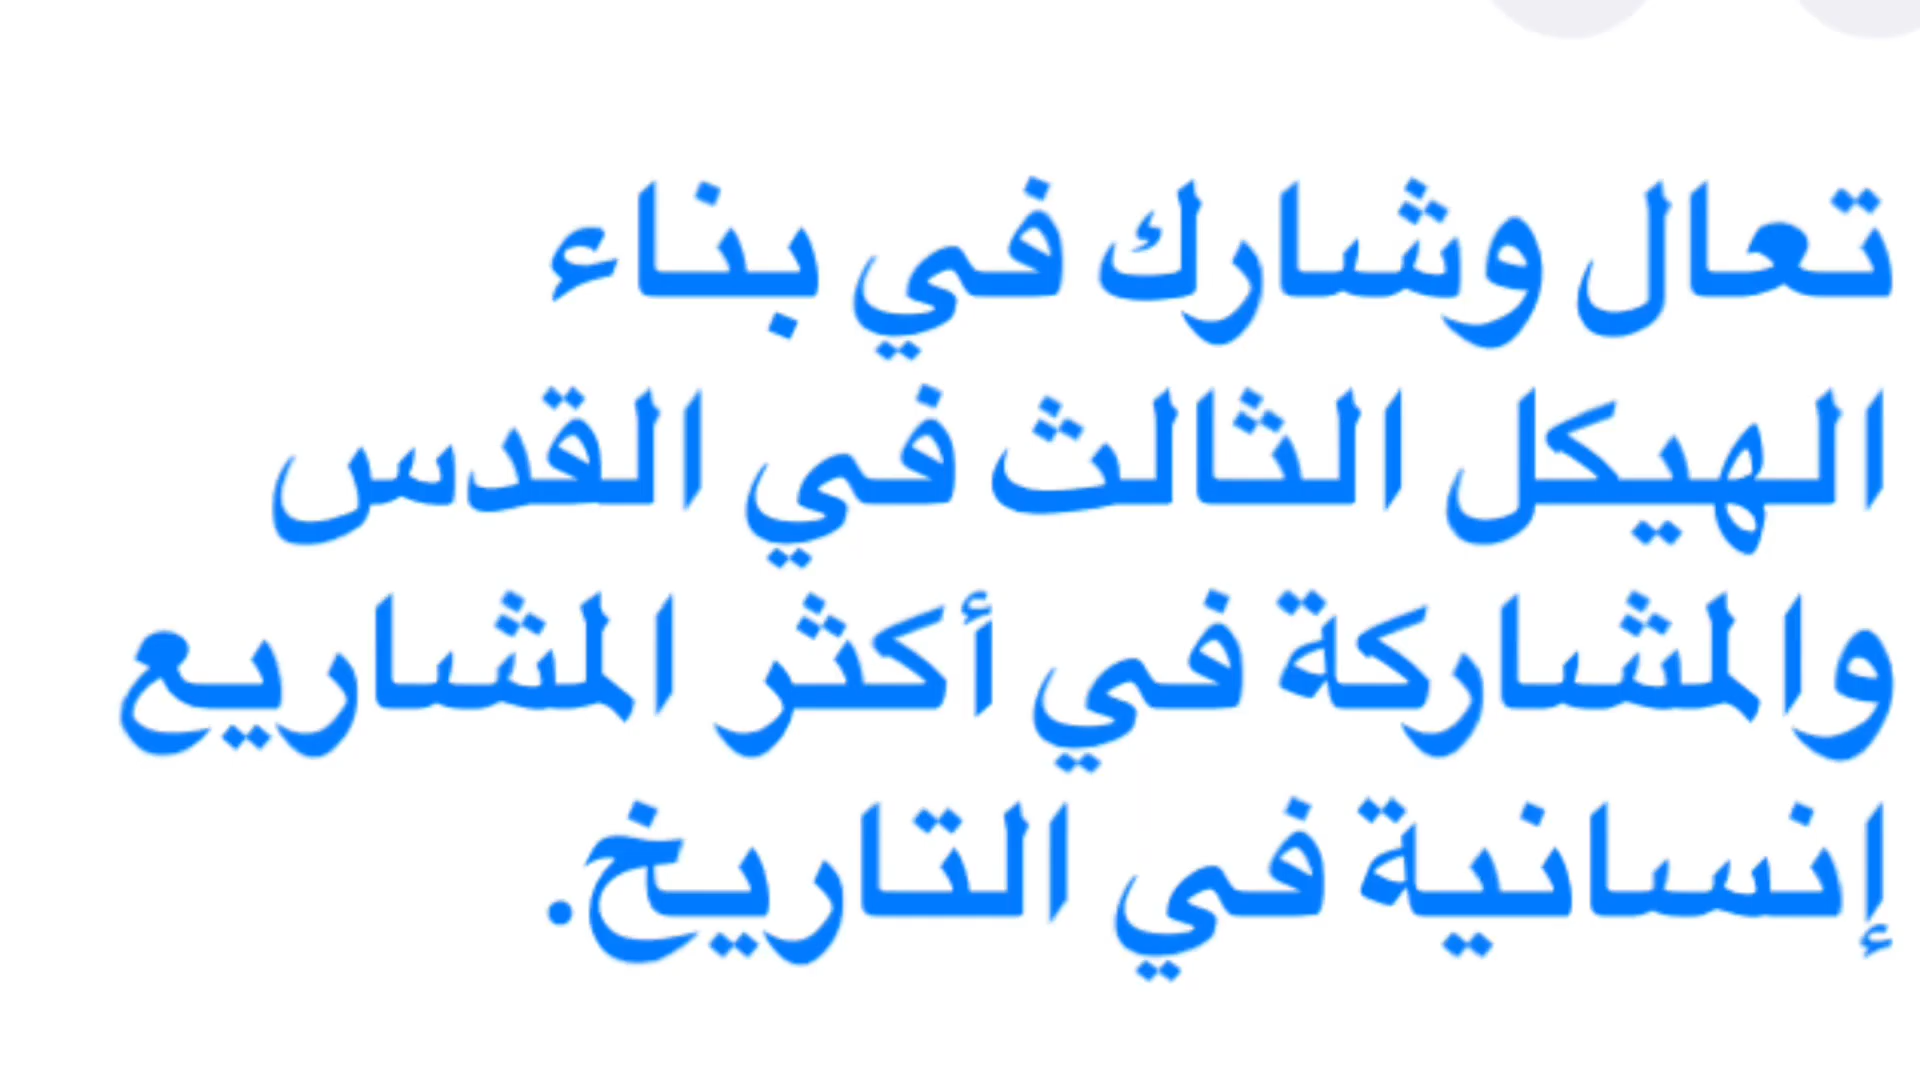 تعال وشارك في بناء
الهيكل الثالث في القدس
والمشاركة في أكثر المشاريع
إنسانية في التاريخ.